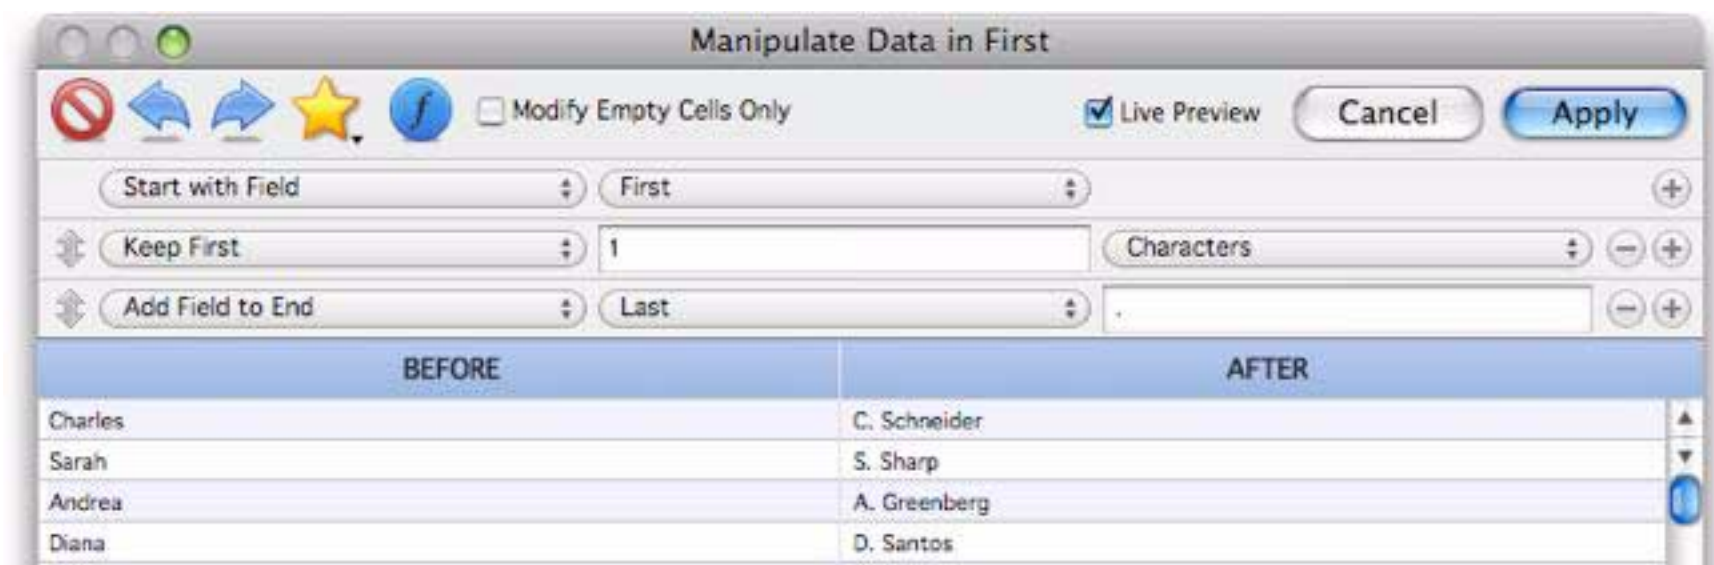 Manipulate Data in First
f Modify Empty Cells Only Live Preview Cancel Apply
Start with Field First
Keep First 1 Characters
Add Field to End Last .
BEFORE AFTER
Charles C. Schneider
Sarah S. Sharp
Andrea A. Greenberg
Diana D. Santos